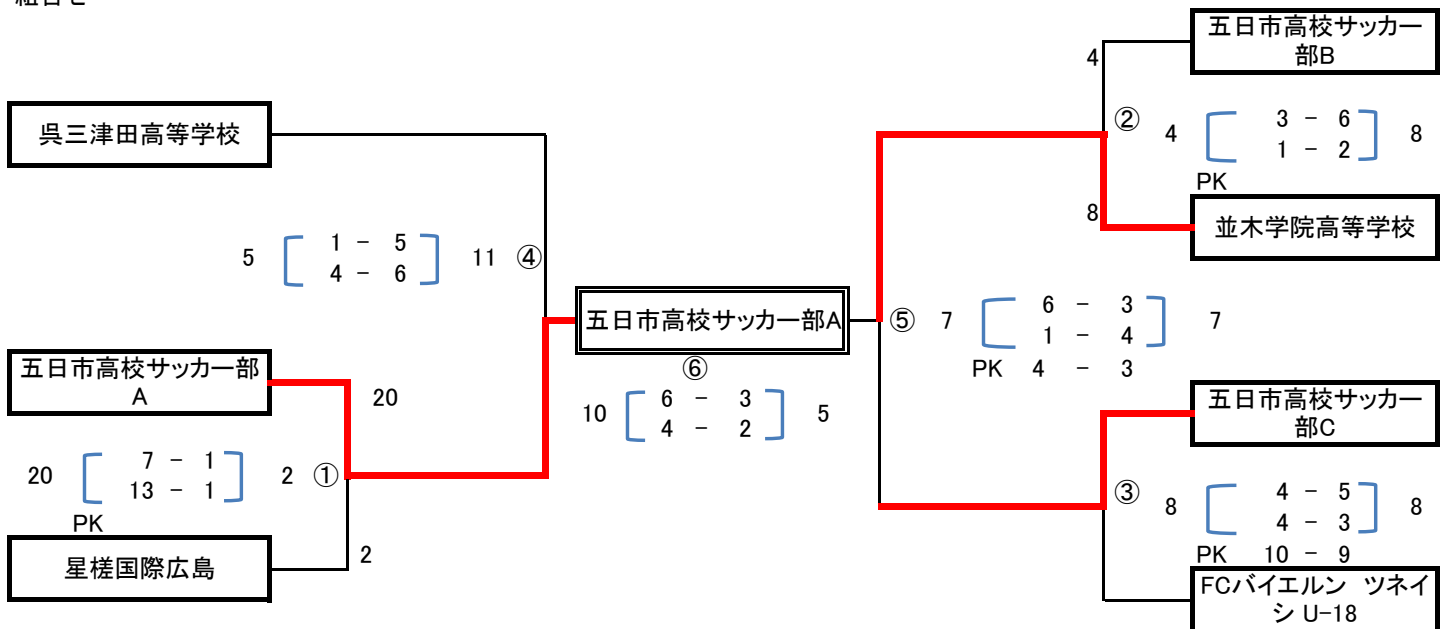 五日市高校サッカー
部B
4
② 4 3 - 6 8
1 - 2
PK
呉三津田高等学校
8
並木学院高等学校
5 1 - 5 11 ④
4 - 6
五日市高校サッカー部A
⑤ 7 6 - 3 7
1 - 4
PK 4 - 3
⑥
10 6 - 3 5
4 - 2
五日市高校サッカー部
A
20
20 7 - 1 2 ①
13 - 1
PK
2
星槎国際広島
五日市高校サッカー
部C
③ 8 4 - 5 8
4 - 3
PK 10 - 9
FCバイエルン ツネイ
シ U-18